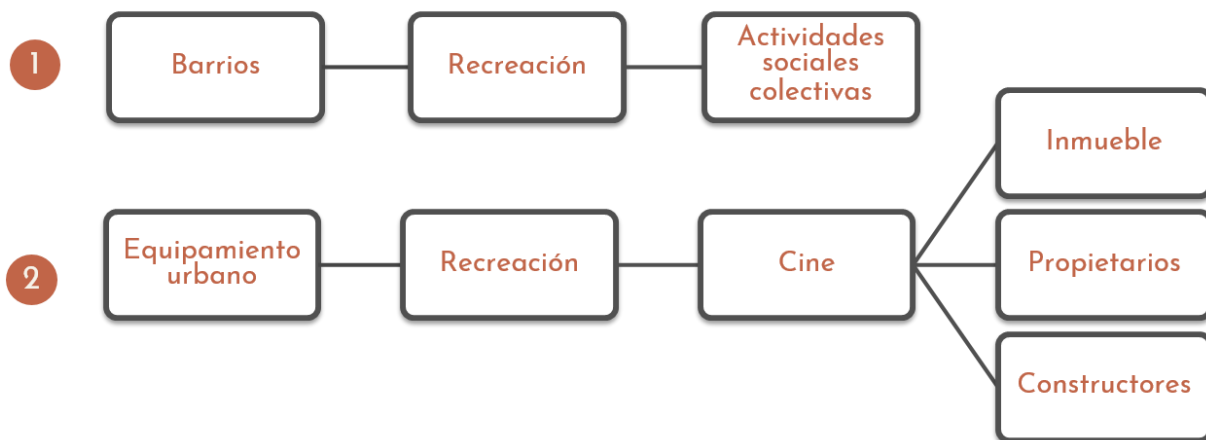 1
Barrios
Recreación
Actividades
sociales
colectivas
2
Equipamiento
urbano
Recreación
Cine
Inmueble
Propietarios
Constructores